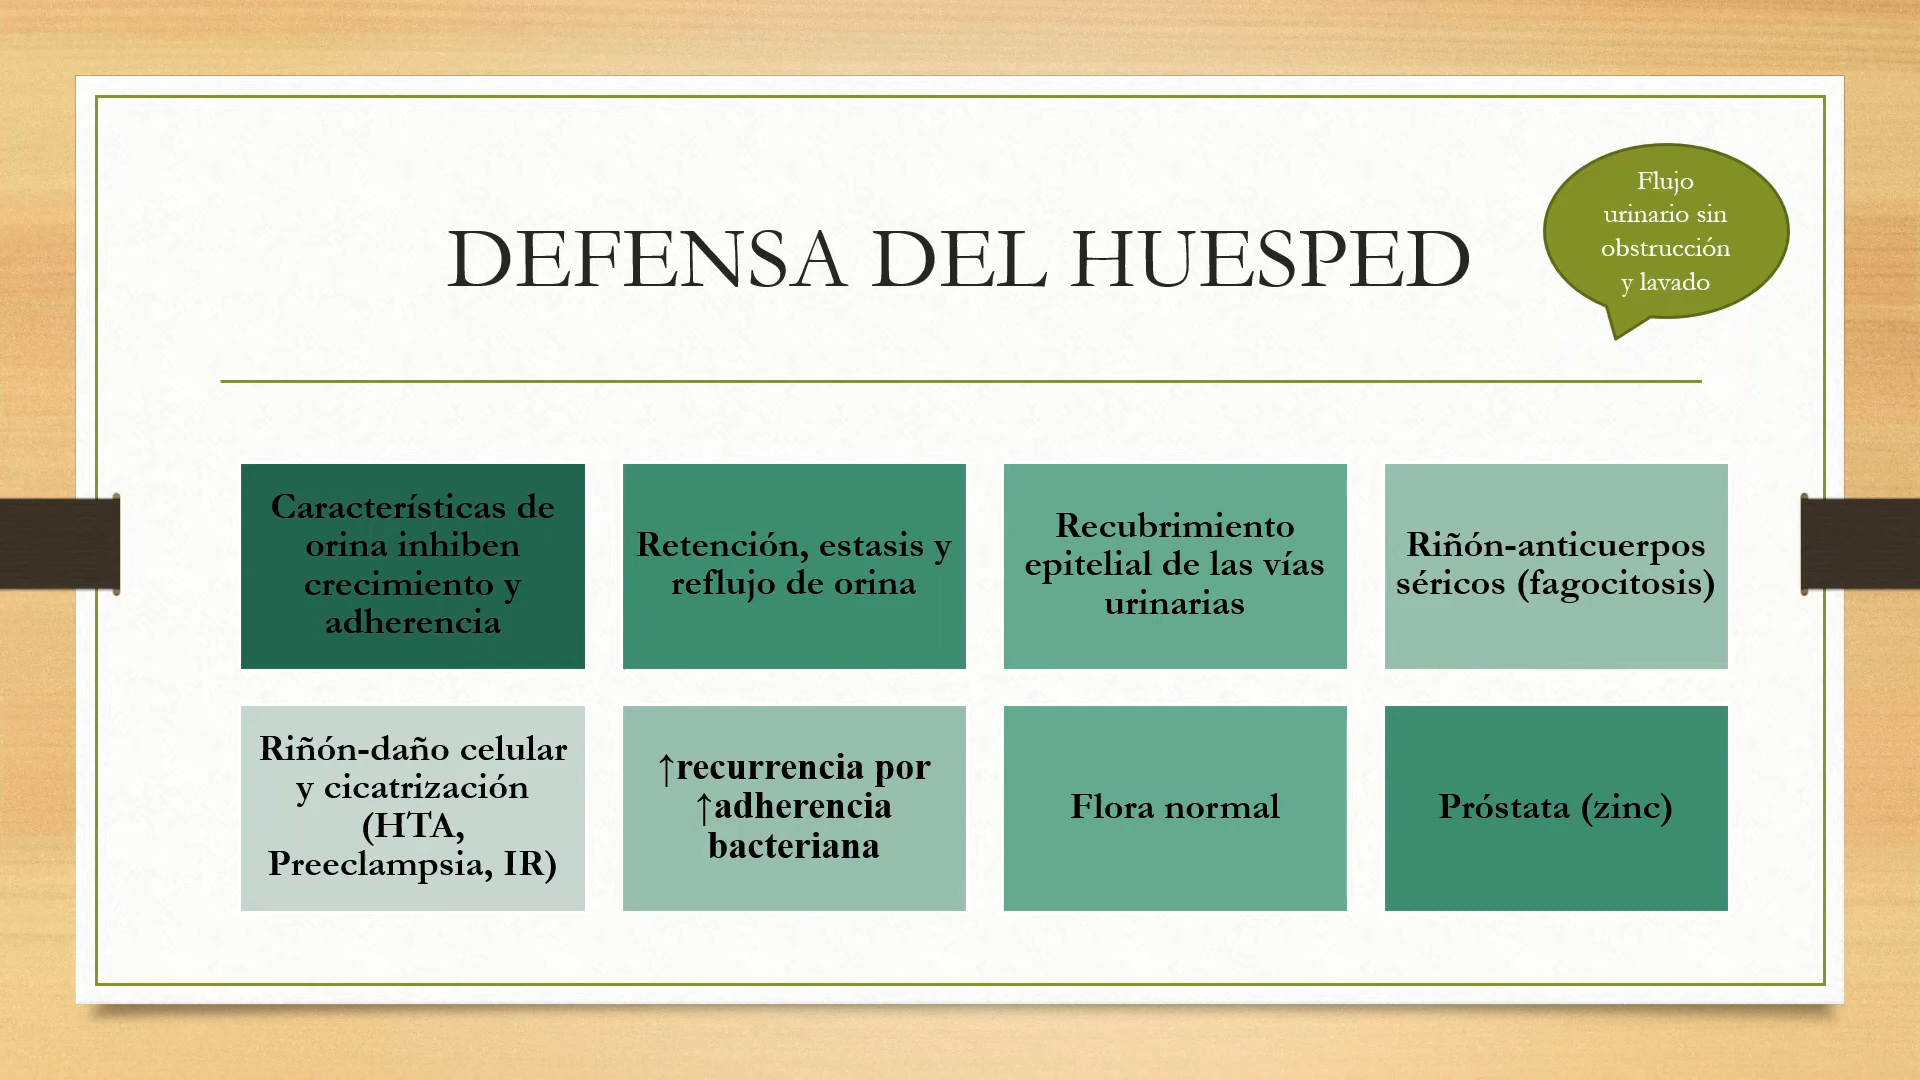 DEFENSA DEL HUESPED
Flujo
urinario sin
obstrucción
y lavado
Características de
orina inhiben
crecimiento y
adherencia
Retención, estasis y
reflujo de orina
Recubrimiento
epitelial de las vías
urinarias
Riñón-anticuerpos
séricos (fagocitosis)
Riñón-daño celular
y cicatrización
(HTA,
Preeclampsia, IR)
↑recurrencia por
↑adherencia
bacteriana
Flora normal
Próstata (zinc)